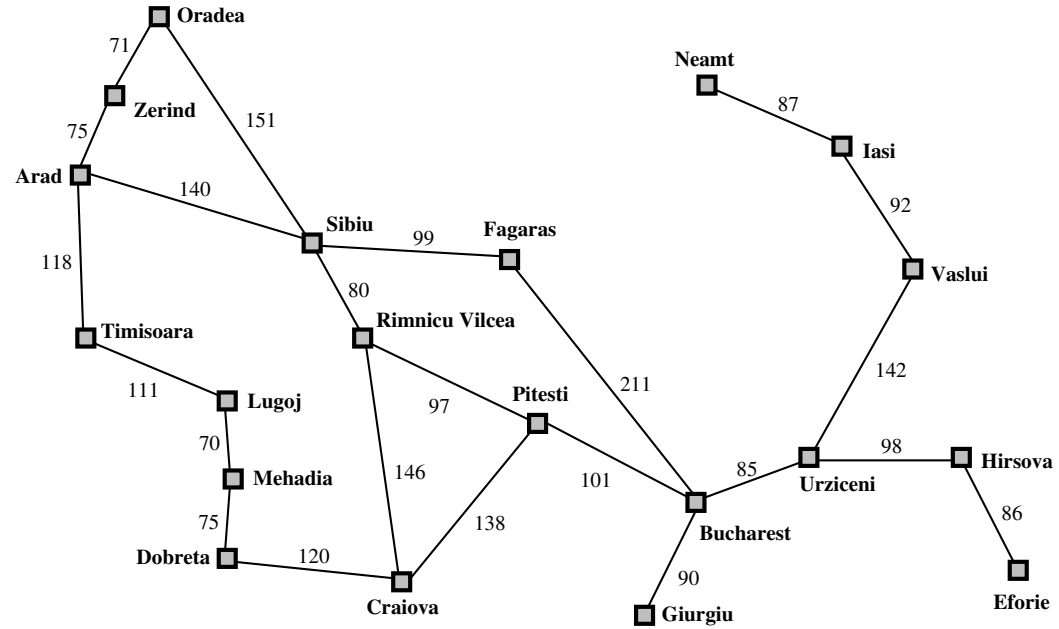 Oradea
71
Neamt
87
Zerind
151
75
Iasi
Arad
140
92
Sibiu
99
Fagaras
118
Vaslui
80
Timisoara
Rimnicu Vilcea
142
111
211
Lugoj
97
Pitesti
70
98
Hirsova
Mehadia
146
101
85
Urziceni
75
138
86
Bucharest
Dobreta
120
90
Craiova
Giurgiu
Eforie